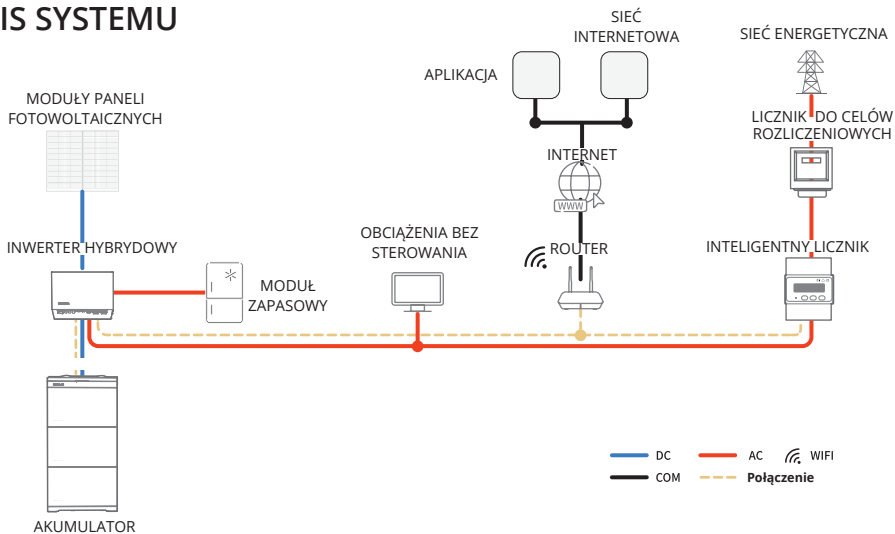 IS SYSTEMU
SIEĆ
INTERNETOWA
SIEĆ ENERGETYCZNA
APLIKACJA
MODUŁY PANELI
FOTOWOLTAICZNYCH
LICZNIK DO CELÓW
ROZLICZENIOWYCH
INTERNET
WWW
OBCIĄŻENIA BEZ
STEROWANIA
INWERTER HYBRYDOWY
ROUTER
INTELIGENTNY LICZNIK
MODUŁ
ZAPASOWY
DC
AC
WIFI
COM
Połączenie
AKUMULATOR